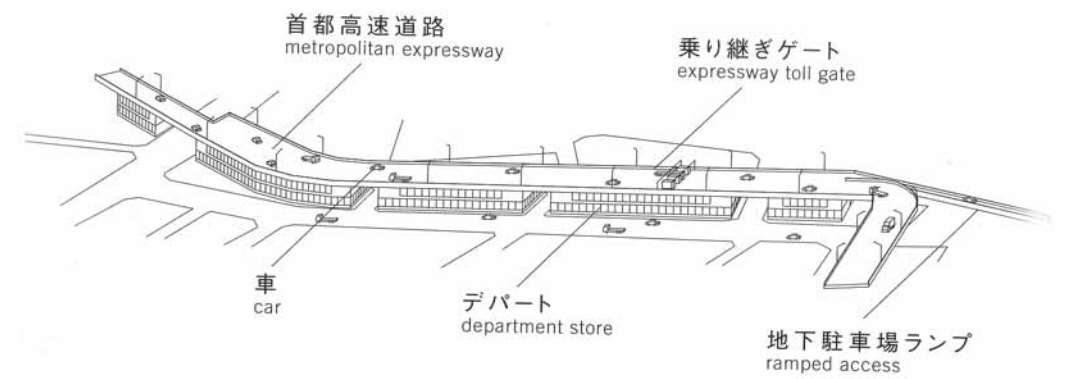 首都高速道路
metropolitan expressway
乗り継ぎゲート
expressway toll gate
車
car
デパート
department store
地下駐車場ランプ
ramped access